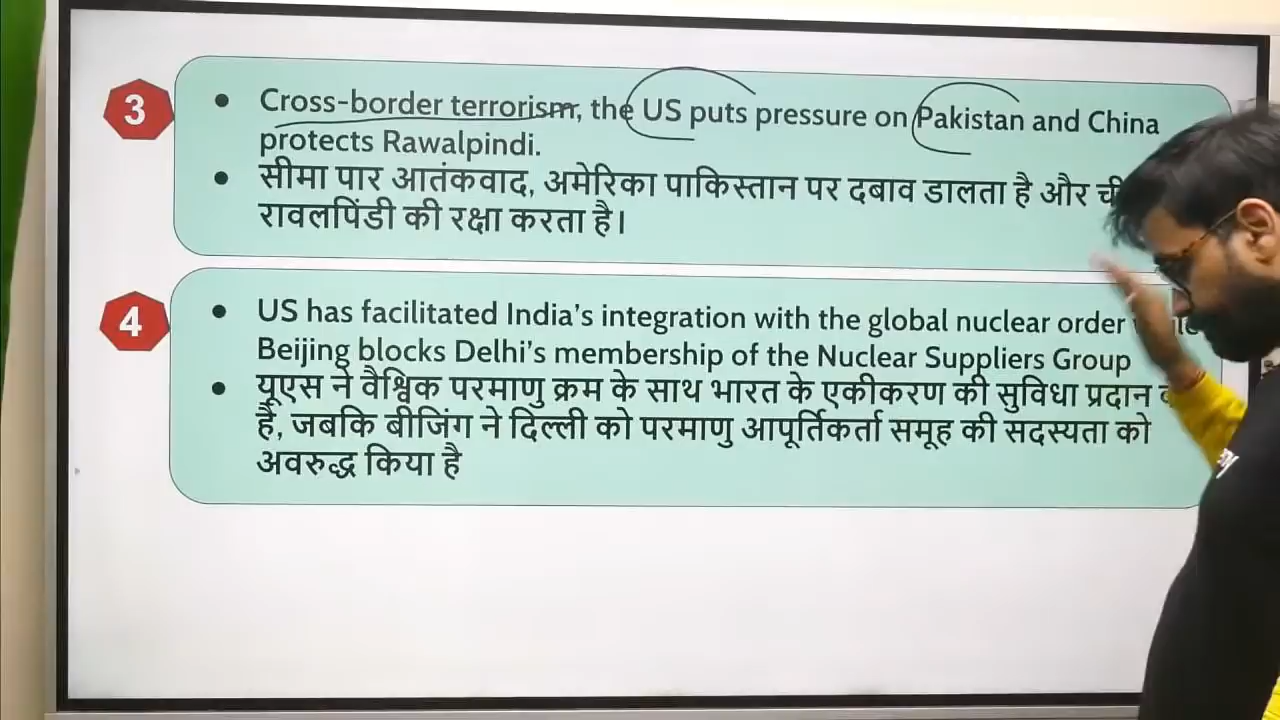 3
Cross-border terrorism, the US puts pressure on Pakistan and China
protects Rawalpindi.
सीमा पार आतंकवाद, अमेरिका पाकिस्तान पर दबाव डालता है और
रावलपिंडी की रक्षा करता है।
4
US has facilitated India's integration with the global nuclear order
Beijing blocks Delhi's membership of the Nuclear Suppliers Group
यूएस ने वैश्विक परमाणु क्रम के साथ भारत के एकीकरण की सुविधा प्रदान
है, जबकि बीजिंग ने दिल्ली को परमाणु आपूर्तिकर्ता समूह की सदस्यता को
अवरुद्ध किया है